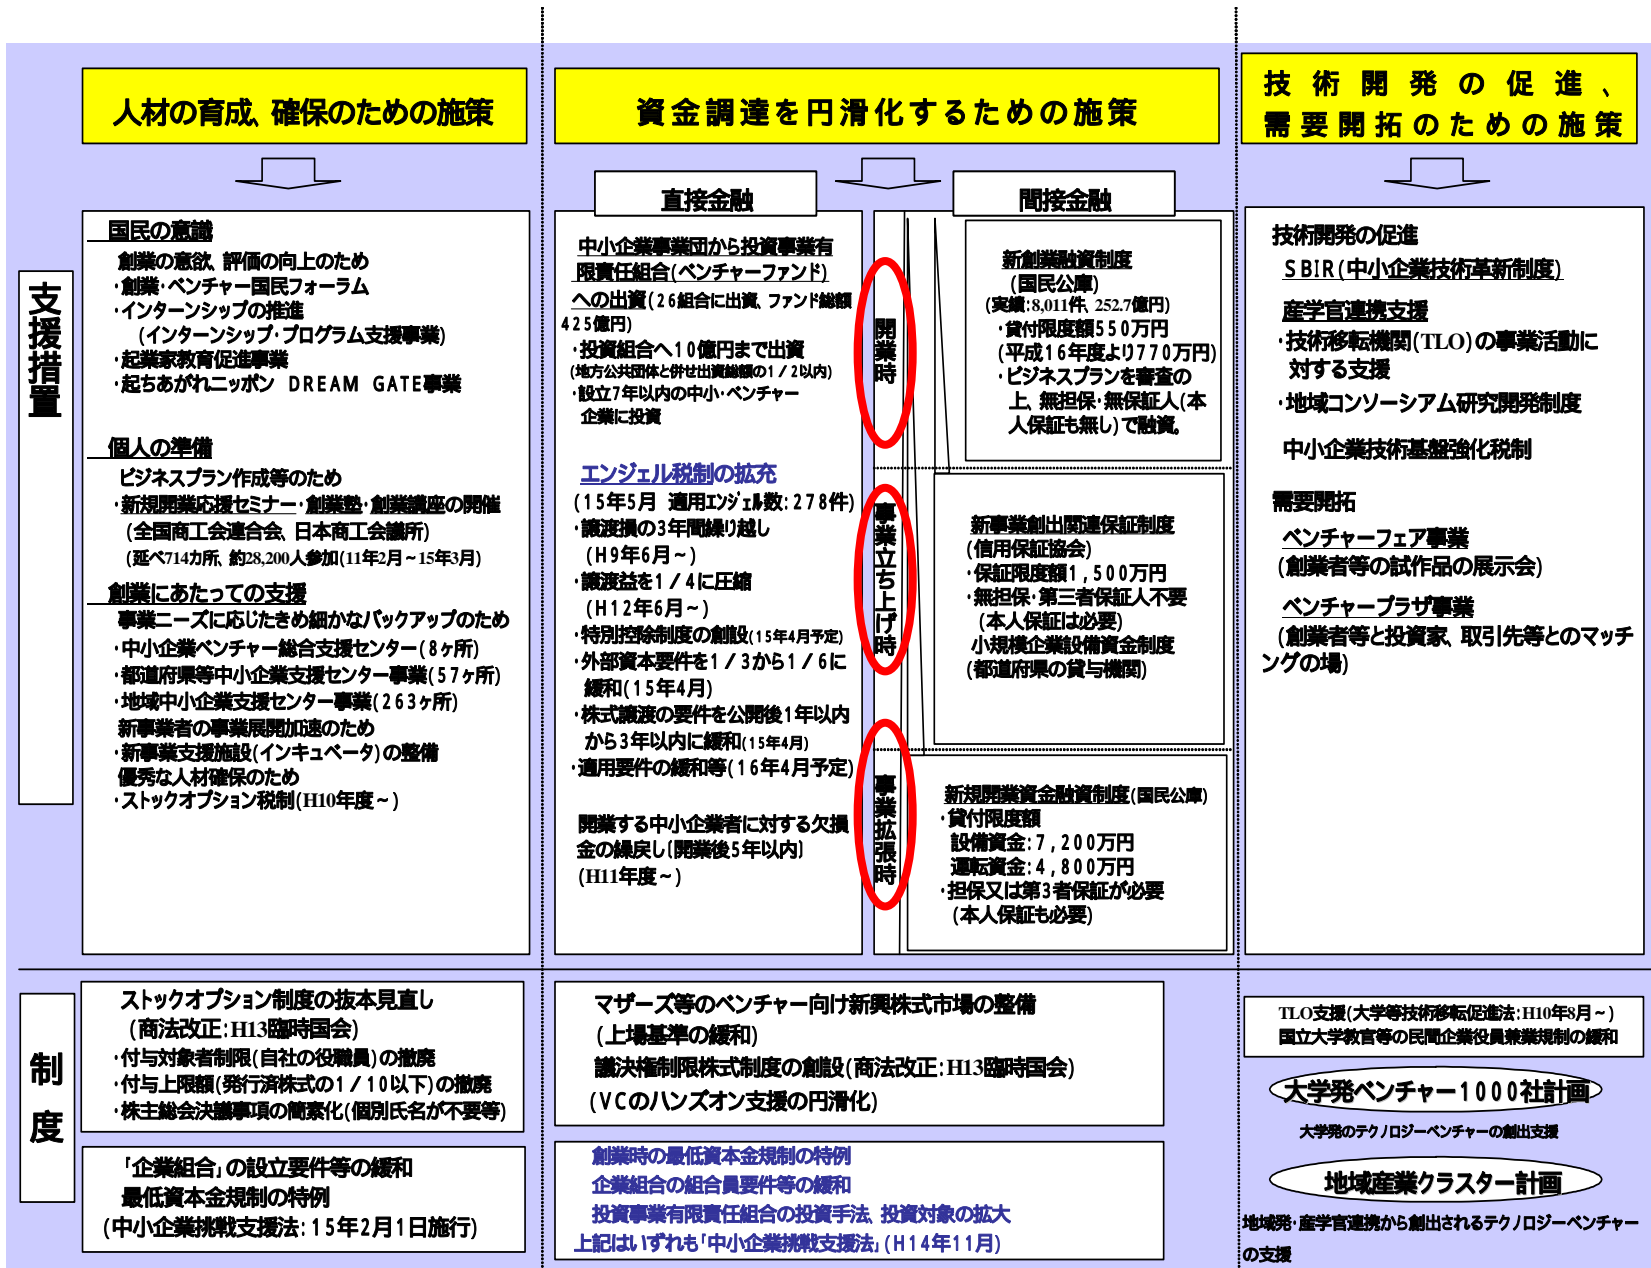 人材の育成、確保のための施策
資金調達を円滑化するための施策
技術開発の促進、
需要開拓のための施策
支援措置
国民の意識
創業の意欲、評価の向上のため
・創業・ベンチャー国民フォーラム
・インターンシップの推進
(インターンシップ・プログラム支援事業)
・起業家教育促進事業
・起ちあがれニッポン DREAM GATE事業
個人の準備
ビジネスプラン作成等のため
・新規開業応援セミナー・創業塾・創業講座の開催
(全国商工会連合会、日本商工会議所)
(延べ714カ所、約28,200人参加(11年2月～15年3月)
創業にあたっての支援
事業ニーズに応じたきめ細かなバックアップのため
・中小企業ベンチャー総合支援センター(8ヶ所)
・都道府県等中小企業支援センター事業(57ヶ所)
・地域中小企業支援センター事業(263ヶ所)
新事業者の事業展開加速のため
・新事業支援施設(インキュベータ)の整備
優秀な人材確保のため
・ストックオプション税制(H10年度～)
直接金融
中小企業事業団から投資事業有
限責任組合(ベンチャーファンド)
への出資(26組合に出資、ファンド総額
425億円)
・投資組合へ10億円まで出資
(地方公共団体と併せ出資総額の1/2以内)
・設立7年以内の中小・ベンチャー
企業に投資
エンジェル税制の拡充
(15年5月 適用エンジェル数:278件)
・譲渡損の3年間繰り越し
(H9年6月～)
・譲渡益を1/4に圧縮
(H12年6月～)
・特別控除制度の創設(15年4月予定)
・外部資本要件を1/3から1/6に
緩和(15年4月)
・株式譲渡の要件を公開後1年以内
から3年以内に緩和(15年4月)
・適用要件の緩和等(16年4月予定)
開業する中小企業者に対する欠損
金の繰戻し(開業後5年以内)
(H11年度～)
開業時
事業立ち上げ時
事業拡張時
間接金融
新創業融資制度
(国民公庫)
(実績:8,011件、252.7億円)
・貸付限度額550万円
(平成16年度より770万円)
・ビジネスプランを審査の
上、無担保・無保証人(本
人保証も無し)で融資。
新事業創出関連保証制度
(信用保証協会)
・保証限度額1,500万円
・無担保・第三者保証人不要
(本人保証は必要)
小規模企業設備資金制度
(都道府県の貸与機関)
新規開業資金融資制度(国民公庫)
・貸付限度額
設備資金:7,200万円
運転資金:4,800万円
・担保又は第3者保証が必要
(本人保証も必要)
技術開発の促進
SBIR(中小企業技術革新制度)
産学官連携支援
・技術移転機関(TLO)の事業活動に
対する支援
・地域コンソーシアム研究開発制度
中小企業技術基盤強化税制
需要開拓
ベンチャーフェア事業
(創業者等の試作品の展示会)
ベンチャープラザ事業
(創業者等と投資家、取引先等とのマッチ
ングの場)
制度
ストックオプション制度の抜本見直し
(商法改正:H13臨時国会)
・付与対象者制限(自社の役職員)の撤廃
・付与上限額(発行済株式の1/10以下)の撤廃
・株主総会決議事項の簡素化(個別氏名が不要等)
「企業組合」の設立要件等の緩和
最低資本金規制の特例
(中小企業挑戦支援法:15年2月1日施行)
マザーズ等のベンチャー向け新興株式市場の整備
(上場基準の緩和)
議決権制限株式制度の創設(商法改正:H13臨時国会)
(VCのハンズオン支援の円滑化)
創業時の最低資本金規制の特例
企業組合の組合員要件等の緩和
投資事業有限責任組合の投資手法、投資対象の拡大
上記はいずれも「中小企業挑戦支援法」(H14年11月)
TLO支援(大学等技術移転促進法:H10年8月～)
国立大学教官等の民間企業役員兼業規制の緩和
大学発ベンチャー1000社計画
大学発のテクノロジーベンチャーの創出支援
地域産業クラスター計画
地域発・産学官連携から創出されるテクノロジーベンチャー
の支援